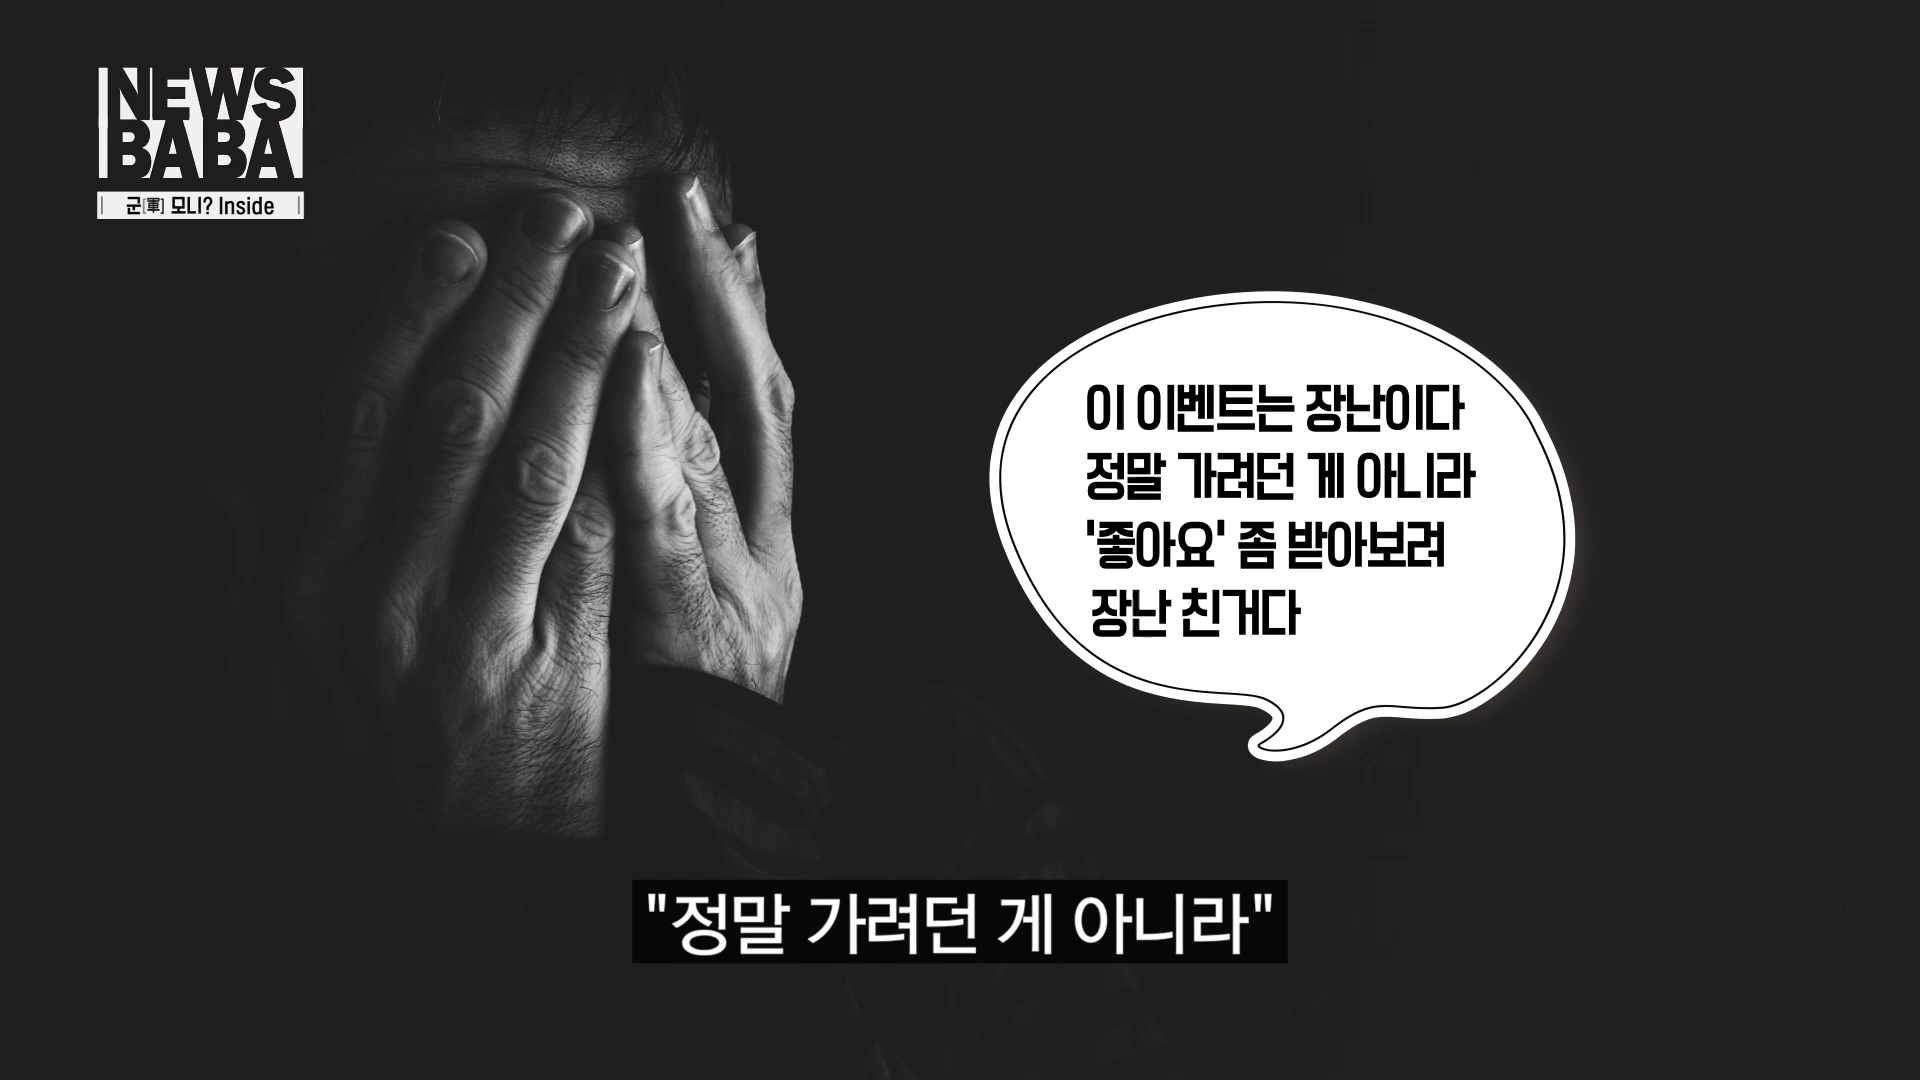 NEWS
BABA
군[軍] 모니? Inside
이 이벤트는 장난이다
정말 가려던 게 아니라
'좋아요' 좀 받아보려
장난 친거다
"정말 가려던 게 아니라"